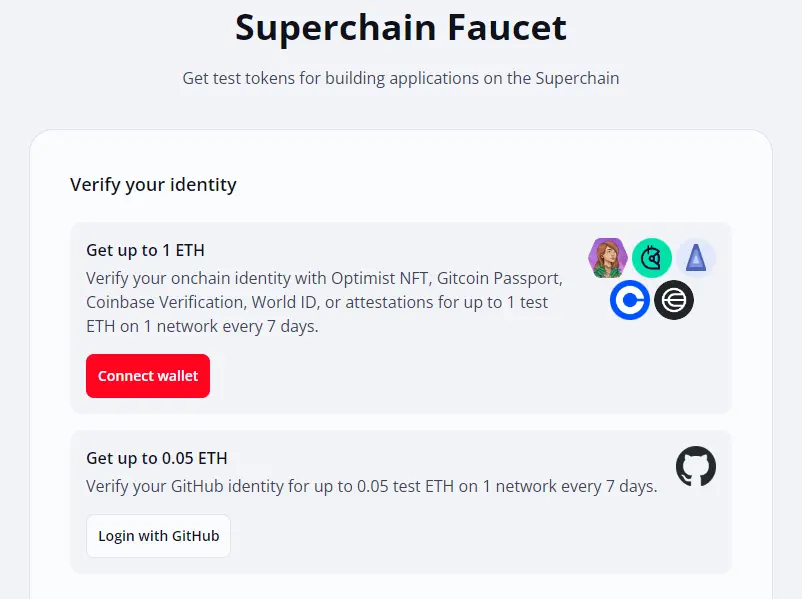 Superchain Faucet
Get test tokens for building applications on the Superchain
Verify your identity
Get up to 1 ETH
Verify your onchain identity with Optimist NFT, Gitcoin Passport,
Coinbase Verification, World ID, or attestations for up to 1 test
ETH on 1 network every 7 days.
Connect wallet
Get up to 0.05 ETH
Verify your GitHub identity for up to 0.05 test ETH on 1 network every 7 days.
Login with GitHub